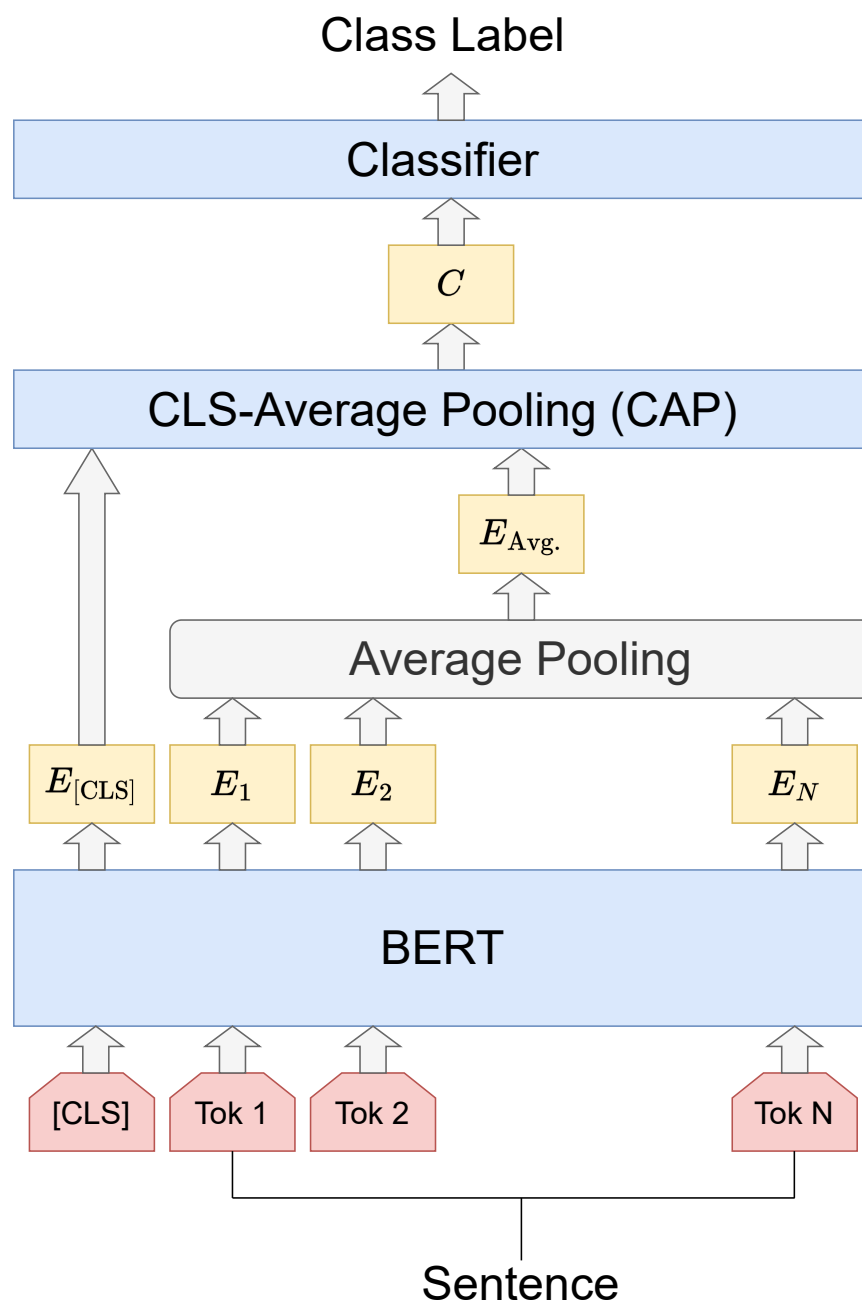 Class Label
Classifier
C
CLS-Average Pooling (CAP)
E_Avg.
Average Pooling
E_[CLS] E_1 E_2 E_N
BERT
[CLS] Tok 1 Tok 2 Tok N
Sentence